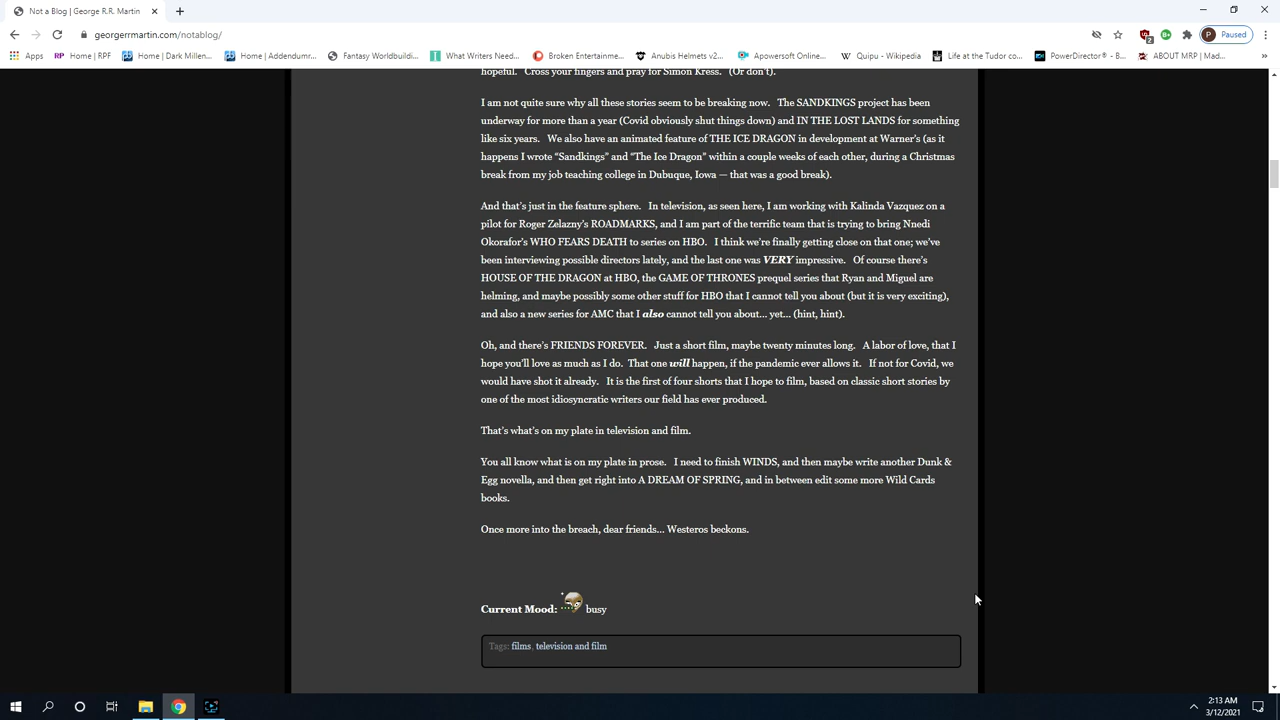 Not a Blog | George R.R. Martin
georgerrmartin.com/notablog/
P Paused
Apps
RP Home | RPF
Home | Dark Millen...
Home | Addendumr...
Fantasy Worldbuildi...
What Writers Need...
Broken Entertainme...
Anubis Helmets v2...
Apowersoft Online...
Quipu - Wikipedia
Life at the Tudor co...
PowerDirector® - B...
ABOUT MRP | Mad...
»
hopeful. Cross your fingers and pray for Simon Kress. (Or don't).
I am not quite sure why all these stories seem to be breaking now. The SANDKINGS project has been
underway for more than a year (Covid obviously shut things down) and IN THE LOST LANDS for something
like six years. We also have an animated feature of THE ICE DRAGON in development at Warner's (as it
happens I wrote “Sandkings” and “The Ice Dragon” within a couple weeks of each other, during a Christmas
break from my job teaching college in Dubuque, Iowa — that was a good break).
And that's just in the feature sphere. In television, as seen here, I am working with Kalinda Vazquez on a
pilot for Roger Zelazny's ROADMARKS, and I am part of the terrific team that is trying to bring Nnedi
Okorafor's WHO FEARS DEATH to series on HBO. I think we're finally getting close on that one; we've
been interviewing possible directors lately, and the last one was VERY impressive. Of course there's
HOUSE OF THE DRAGON at HBO, the GAME OF THRONES prequel series that Ryan and Miguel are
helming, and maybe possibly some other stuff for HBO that I cannot tell you about (but it is very exciting),
and also a new series for AMC that I also cannot tell you about... yet... (hint, hint).
Oh, and there's FRIENDS FOREVER. Just a short film, maybe twenty minutes long. A labor of love, that I
hope you'll love as much as I do. That one will happen, if the pandemic ever allows it. If not for Covid, we
would have shot it already. It is the first of four shorts that I hope to film, based on classic short stories by
one of the most idiosyncratic writers our field has ever produced.
That's what's on my plate in television and film.
You all know what is on my plate in prose. I need to finish WINDS, and then maybe write another Dunk &
Egg novella, and then get right into A DREAM OF SPRING, and in between edit some more Wild Cards
books.
Once more into the breach, dear friends... Westeros beckons.
Current Mood: busy
Tags: films, television and film
2:13 AM
3/12/2021